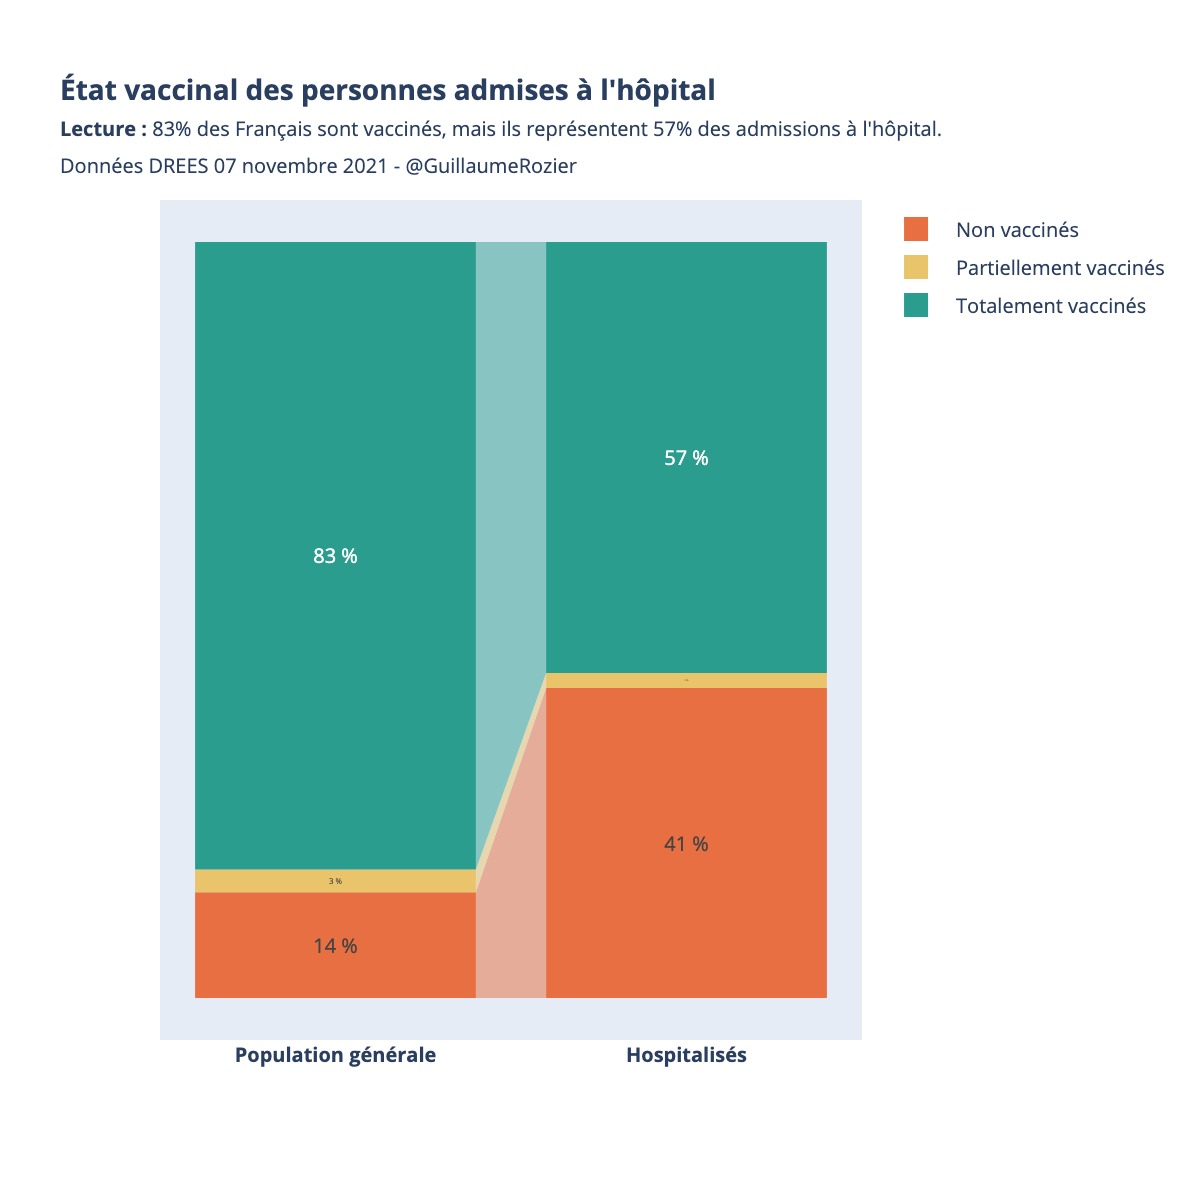 État vaccinal des personnes admises à l'hôpital
Lecture : 83% des Français sont vaccinés, mais ils représentent 57% des admissions à l'hôpital.
Données DREES 07 novembre 2021 - @GuillaumeRozier
Non vaccinés
Partiellement vaccinés
Totalement vaccinés
57 %
83 %
41 %
3 %
14 %
Population générale
Hospitalisés